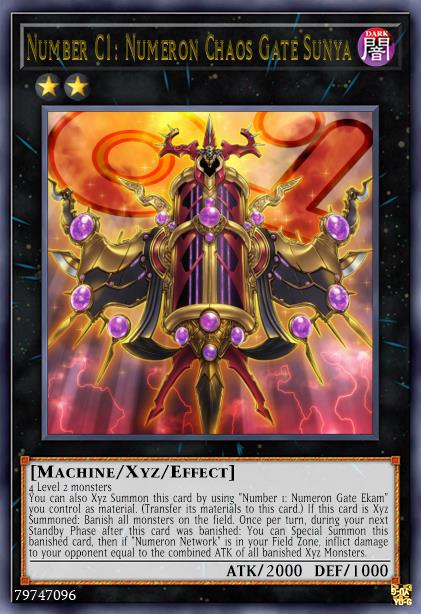 Number C1: Numeron Chaos Gate Sunya
DARK
闇
[Machine/Xyz/Effect]
4 Level 2 monsters
You can also Xyz Summon this card by using "Number 1: Numeron Gate Ekam"
you control as material. (Transfer its materials to this card.) If this card is Xyz
Summoned: Banish all monsters on the field. Once per turn, during your next
Standby Phase after this card was banished: You can Special Summon this
banished card, then if "Numeron Network" is in your Field Zone, inflict damage
to your opponent equal to the combined ATK of all banished Xyz Monsters.
ATK/2000 DEF/1000
79747096